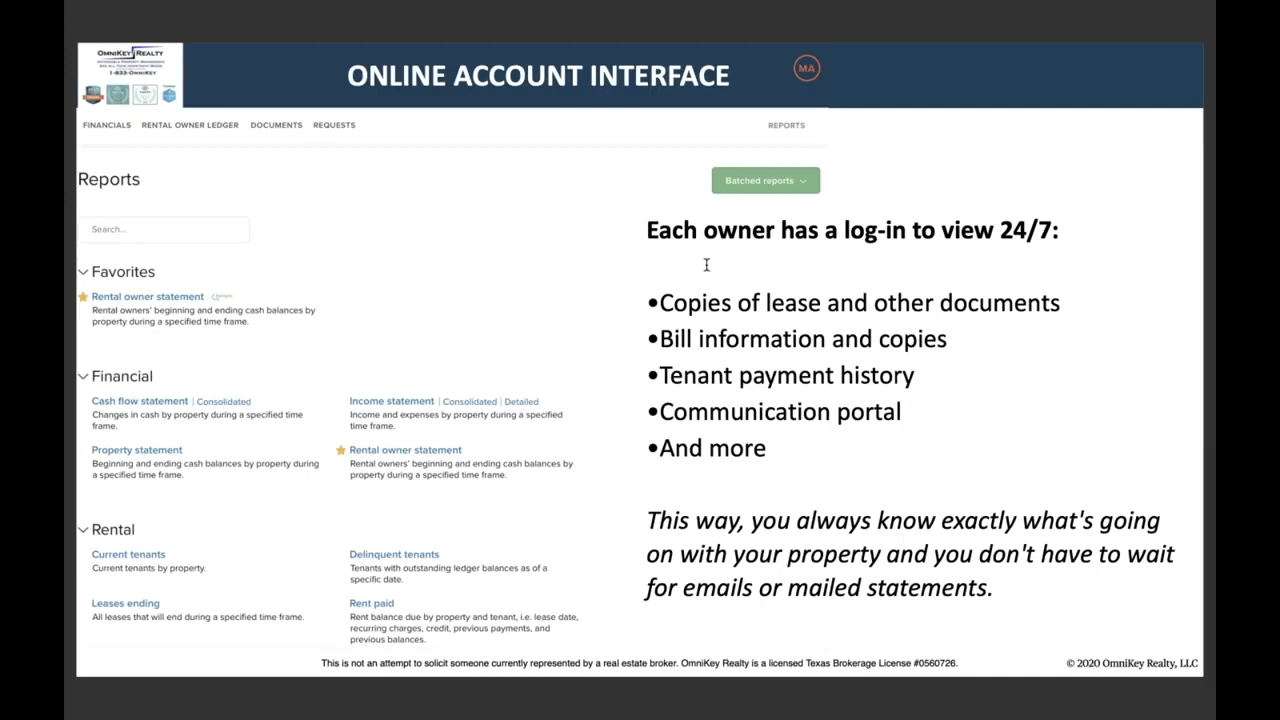 OMNIKEY REALTY
1-833-OMNIKEY
ONLINE ACCOUNT INTERFACE
MA
FINANCIALS RENTAL OWNER LEDGER DOCUMENTS REQUESTS REPORTS
Reports
Batched reports
Search...
Each owner has a log-in to view 24/7:
Favorites
Rental owner statement
Rental owners' beginning and ending cash balances by
property during a specified time frame.
•Copies of lease and other documents
•Bill information and copies
•Tenant payment history
•Communication portal
•And more
Financial
Cash flow statement | Consolidated
Changes in cash by property during a specified time
frame.
Income statement | Consolidated | Detailed
Income and expenses by property during a specified
time frame.
Property statement
Beginning and ending cash balances by property during
a specified time frame.
Rental owner statement
Rental owners' beginning and ending cash balances by
property during a specified time frame.
This way, you always know exactly what's going
on with your property and you don't have to wait
for emails or mailed statements.
Rental
Current tenants
Current tenants by property.
Delinquent tenants
Tenants with outstanding ledger balances as of a
specific date.
Leases ending
All leases that will end during a specified time frame.
Rent paid
Rent balance due by property and tenant, i.e. lease date,
recurring charges, credit, previous payments, and
previous balances.
This is not an attempt to solicit someone currently represented by a real estate broker. OmniKey Realty is a licensed Texas Brokerage License #0560726.
© 2020 OmniKey Realty, LLC